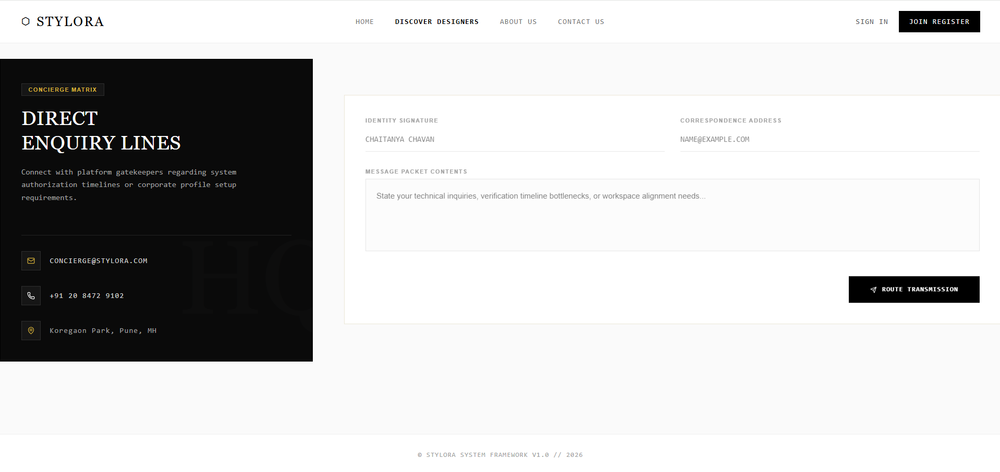 STYLORA
HOME
DISCOVER DESIGNERS
ABOUT US
CONTACT US
SIGN IN
JOIN REGISTER
CONCIERGE MATRIX
DIRECT
ENQUIRY LINES
Connect with platform gatekeepers regarding system
authorization timelines or corporate profile setup
requirements.
HQ
CONCIERGE@STYLORA.COM
+91 20 8472 9102
Koregaon Park, Pune, MH
IDENTITY SIGNATURE
CHAITANYA CHAVAN
CORRESPONDENCE ADDRESS
NAME@EXAMPLE.COM
MESSAGE PACKET CONTENTS
State your technical inquiries, verification timeline bottlenecks, or workspace alignment needs...
ROUTE TRANSMISSION
© STYLORA SYSTEM FRAMEWORK V1.0 // 2026